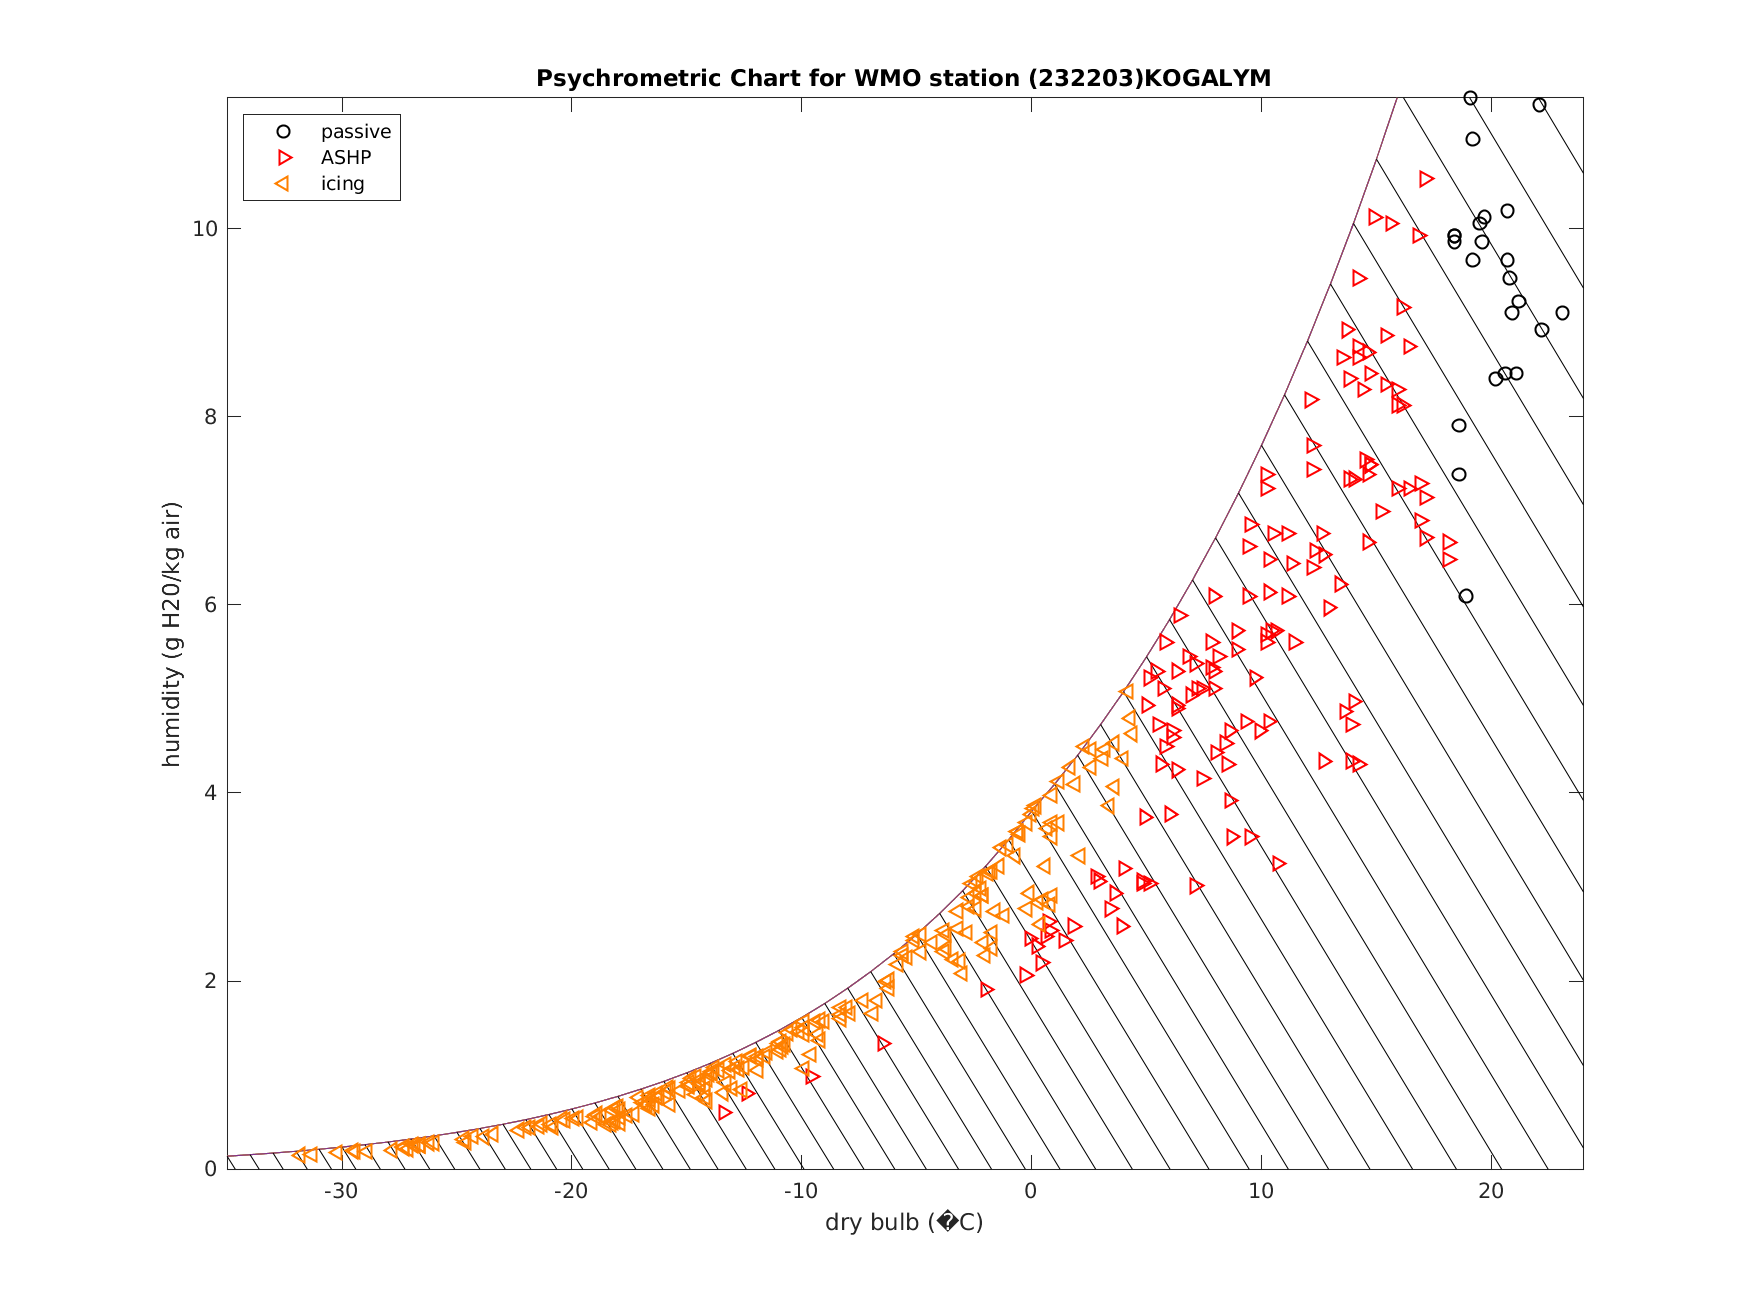 Psychrometric Chart for WMO station (232203)KOGALYM
passive
ASHP
icing
10
8
6
4
2
0
humidity (g H20/kg air)
-30
-20
-10
0
10
20
dry bulb (�C)